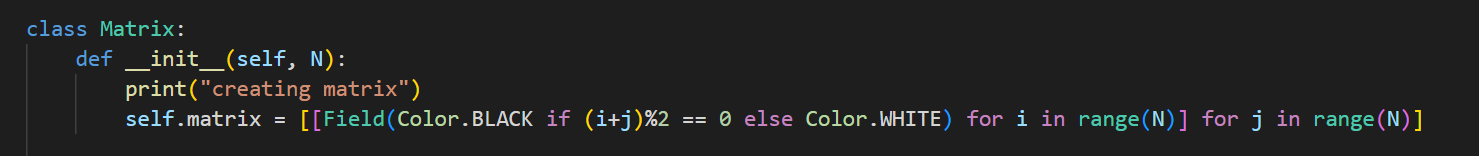 class Matrix:
    def __init__(self, N):
        print("creating matrix")
        self.matrix = [[Field(Color.BLACK if (i+j)%2 == 0 else Color.WHITE) for i in range(N)] for j in range(N)]